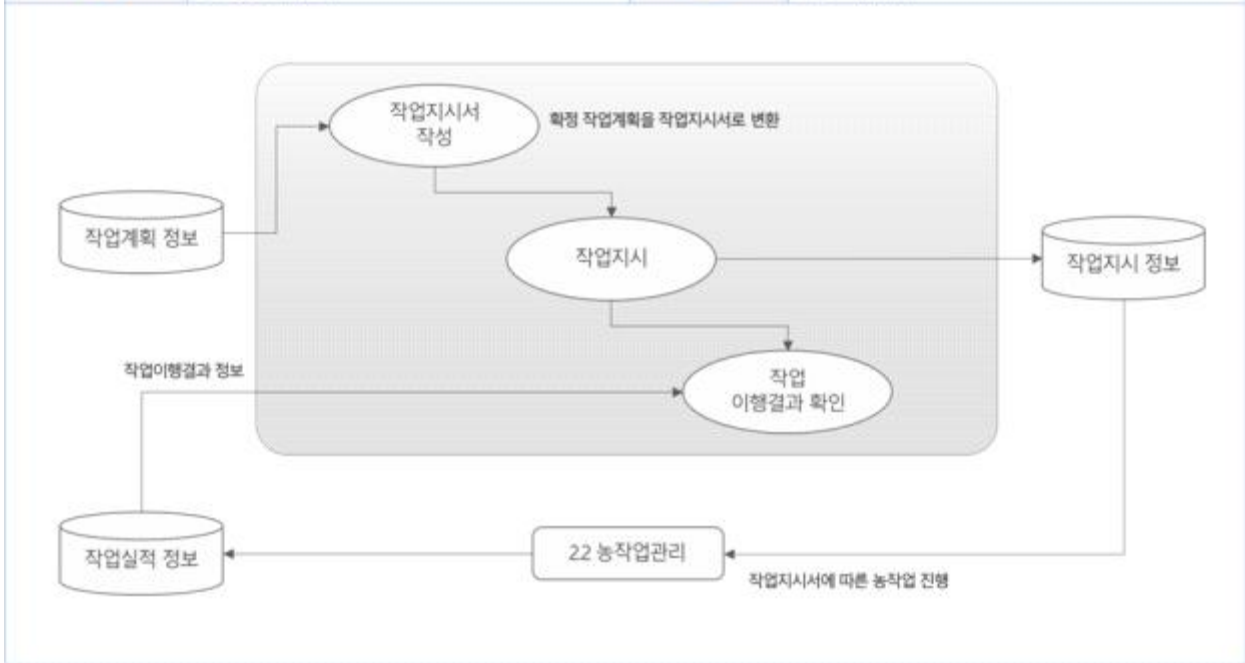 작업지시서
작성
확정 작업계획을 작업지시서로 변환
작업계획 정보
작업지시
작업지시 정보
작업이행결과 정보
작업
이행결과 확인
작업실적 정보
2.2 농작업관리
작업지시서에 따른 농작업 진행